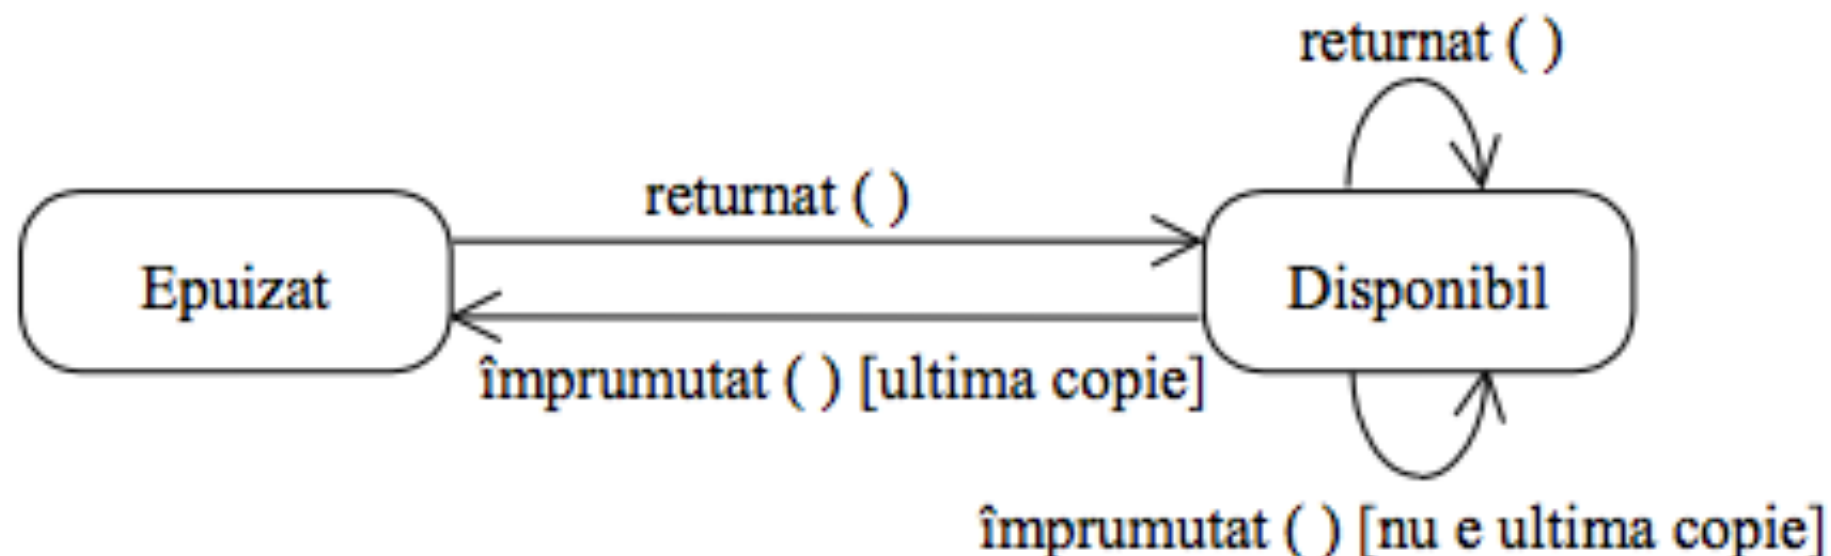 returnat ( )
returnat ( )
Epuizat
Disponibil
împrumutat ( ) [ultima copie]
împrumutat ( ) [nu e ultima copie]